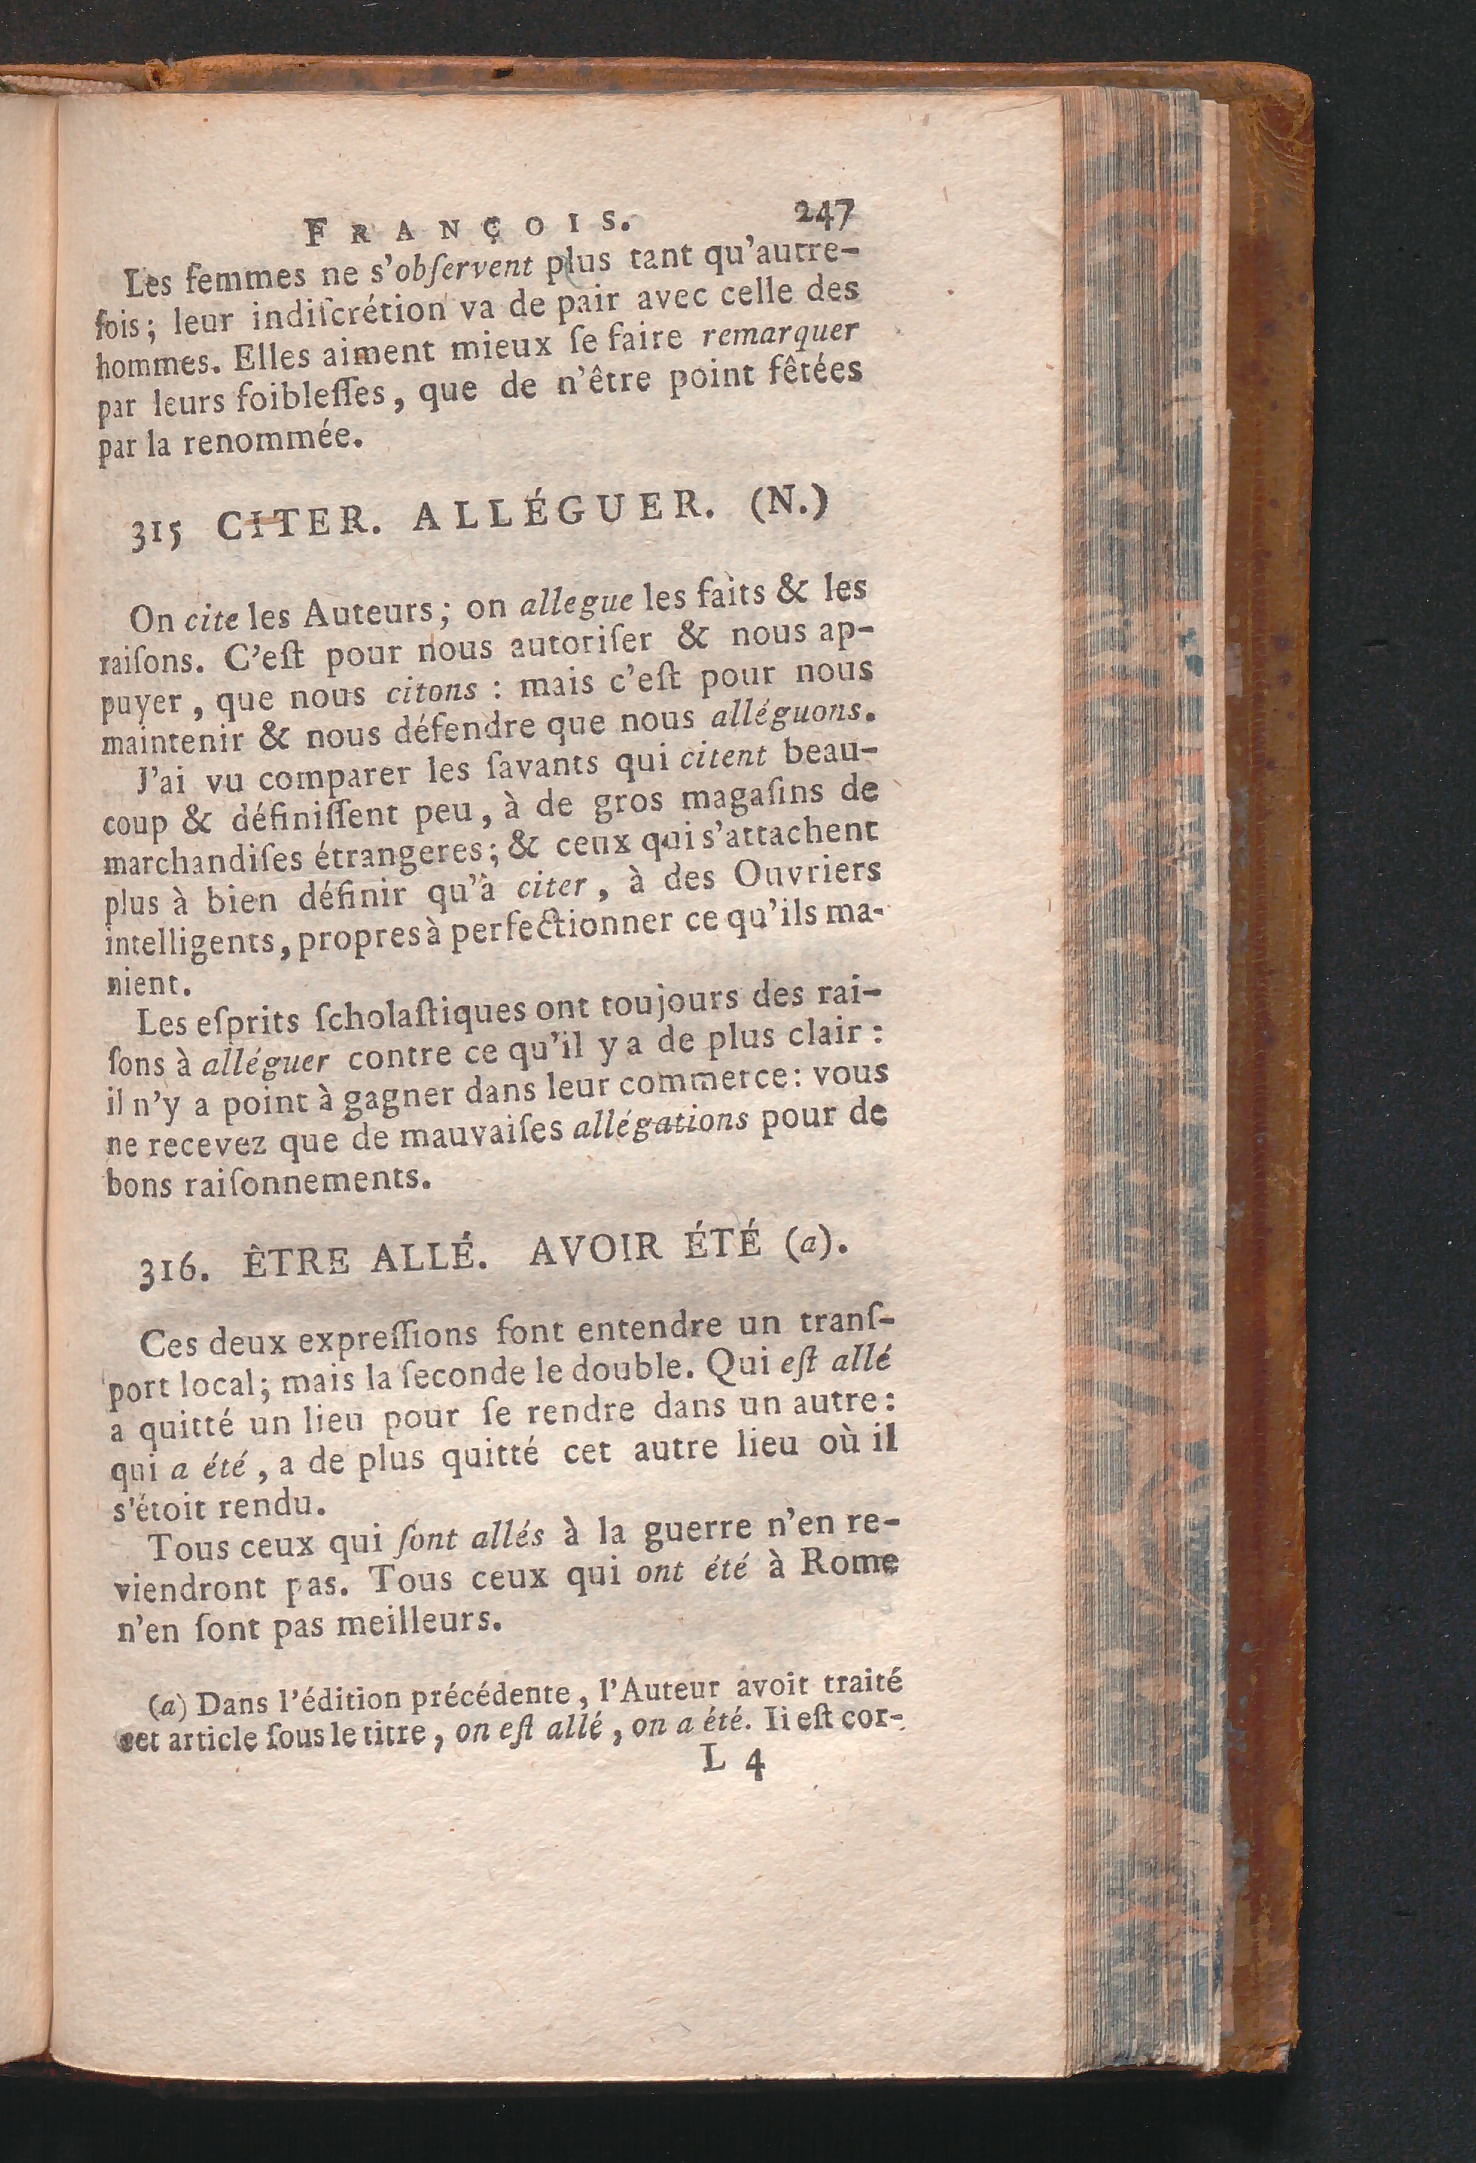 FRANÇOIS. 247
Les femmes ne s'obſervent plus tant qu'autre-
fois; leur indiſcrétion va de pair avec celle des
hommes. Elles aiment mieux ſe faire remarquer
par leurs foibleſſes, que de n'être point fêtées
par la renommée.
315 CITER. ALLÉGUER. (N.)
On cite les Auteurs; on allegue les faits & les
raiſons. C'eſt pour nous autoriſer & nous ap-
puyer, que nous citons : mais c'eſt pour nous
maintenir & nous défendre que nous alléguons.
J'ai vu comparer les ſavants qui citent beau-
coup & définiſſent peu, à de gros magaſins de
marchandiſes étrangeres; & ceux qui s'attachent
plus à bien définir qu'à citer, à des Ouvriers
intelligents, propres à perfectionner ce qu'ils ma-
nient.
Les eſprits ſcholaſtiques ont toujours des rai-
ſons à alléguer contre ce qu'il y a de plus clair :
il n'y a point à gagner dans leur commerce: vous
ne recevez que de mauvaiſes allégations pour de
bons raiſonnements.
316. ÊTRE ALLÉ. AVOIR ÉTÉ (a).
Ces deux expreſſions font entendre un tranſ-
port local; mais la ſeconde le double. Qui eſt allé
a quitté un lieu pour ſe rendre dans un autre:
qui a été, a de plus quitté cet autre lieu où il
s'étoit rendu.
Tous ceux qui ſont allés à la guerre n'en re-
viendront pas. Tous ceux qui ont été à Rome
n'en ſont pas meilleurs.
(a) Dans l'édition précédente, l'Auteur avoit traité
cet article ſous le titre, on eſt allé, on a été. Ii eſt cor-
L 4